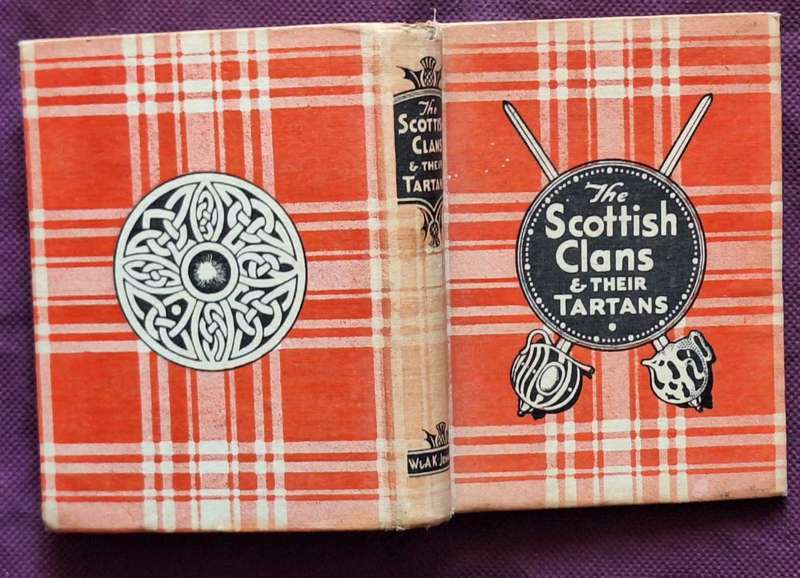 The
Scottish
Clans
& THEIR
TARTANS
The
SCOTTISH
CLANS
& THEIR
TARTANS
W. & A.K.